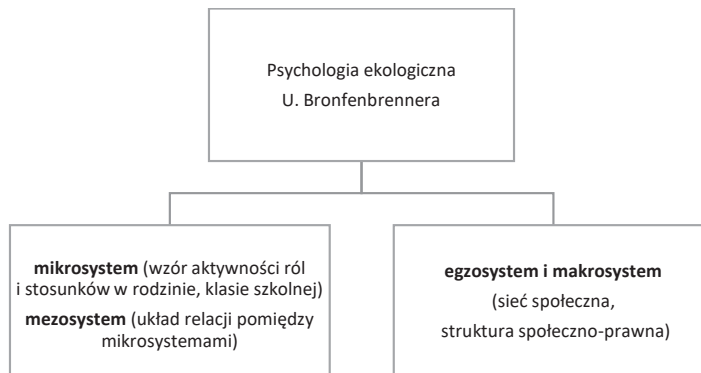 Psychologia ekologiczna
U. Bronfenbrennera
mikrosystem (wzór aktywności ról
i stosunków w rodzinie, klasie szkolnej)
mezosystem (układ relacji pomiędzy
mikrosystemami)
egzosystem i makrosystem
(sieć społeczna,
struktura społeczno-prawna)